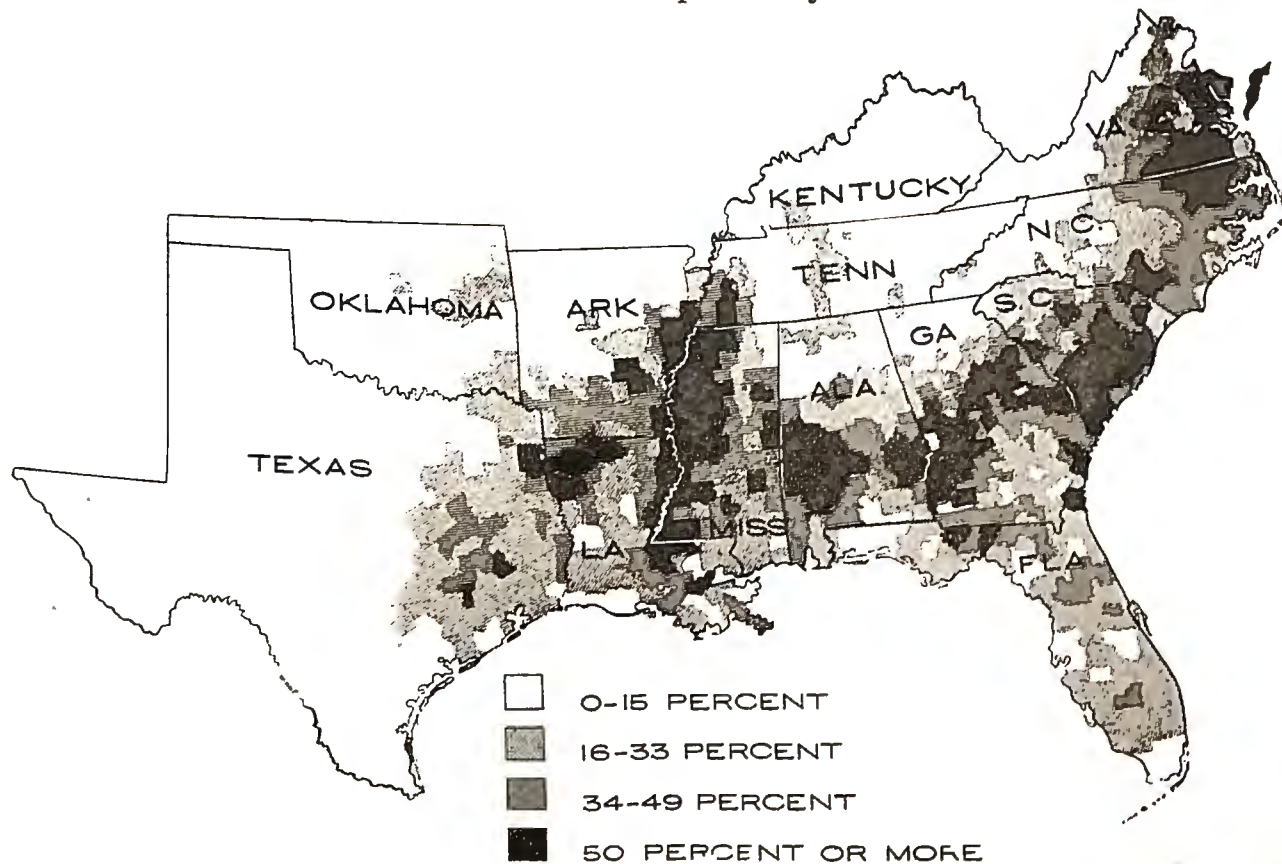 VA
KENTUCKY
N. C.
TENN
OKLAHOMA
ARK
S.C.
GA
ALA.
TEXAS
MISS
LA
FLA.
0-15 PERCENT
16-33 PERCENT
34-49 PERCENT
50 PERCENT OR MORE